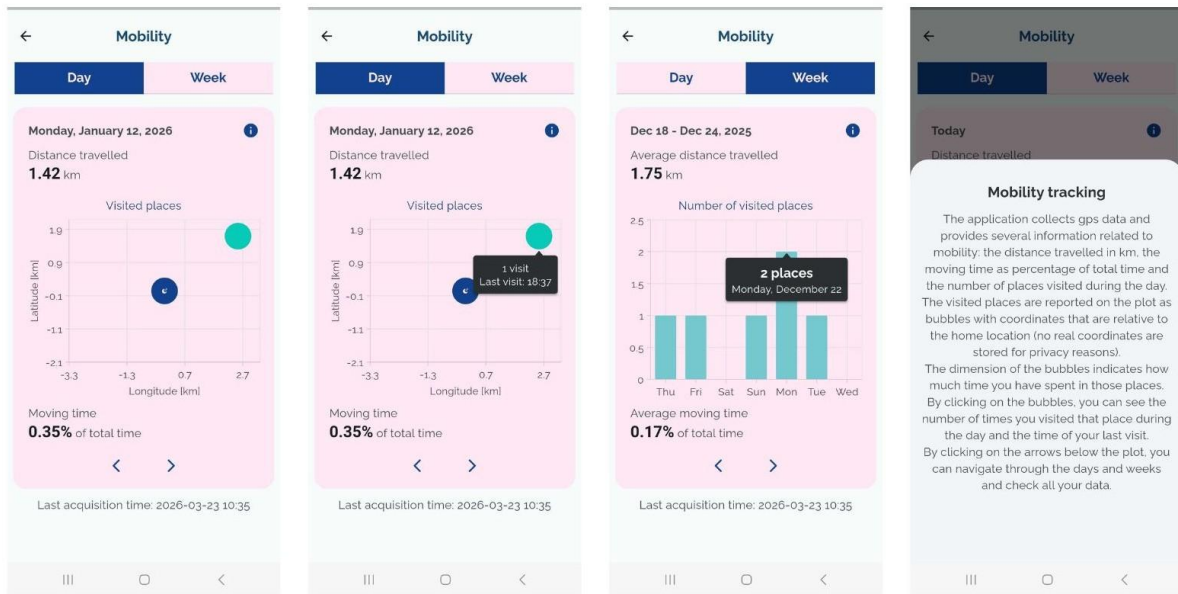 Mobility
Day Week
Monday, January 12, 2026
Distance travelled
1.42 km
Visited places
1.9
0.9
-0.1
-1.1
-2.1
Latitude [km]
-3.3 -1.3 0.7 2.7
Longitude [km]
Moving time
0.35% of total time
Last acquisition time: 2026-03-23 10:35
Mobility
Day Week
Monday, January 12, 2026
Distance travelled
1.42 km
Visited places
1.9
0.9
-0.1
-1.1
-2.1
Latitude [km]
1 visit
Last visit: 18:37
-3.3 -1.3 0.7 2.7
Longitude [km]
Moving time
0.35% of total time
Last acquisition time: 2026-03-23 10:35
Mobility
Day Week
Dec 18 - Dec 24, 2025
Average distance travelled
1.75 km
Number of visited places
2.5
2
1.5
1
0.5
0
2 places
Monday, December 22
Thu Fri Sat Sun Mon Tue Wed
Average moving time
0.17% of total time
Last acquisition time: 2026-03-23 10:35
Mobility
Day Week
Today
Distance travelled
Mobility tracking
The application collects gps data and
provides several information related to
mobility: the distance travelled in km, the
moving time as percentage of total time and
the number of places visited during the day.
The visited places are reported on the plot as
bubbles with coordinates that are relative to
the home location (no real coordinates are
stored for privacy reasons).
The dimension of the bubbles indicates how
much time you have spent in those places.
By clicking on the bubbles, you can see the
number of times you visited that place during
the day and the time of your last visit.
By clicking on the arrows below the plot, you
can navigate through the days and weeks
and check all your data.